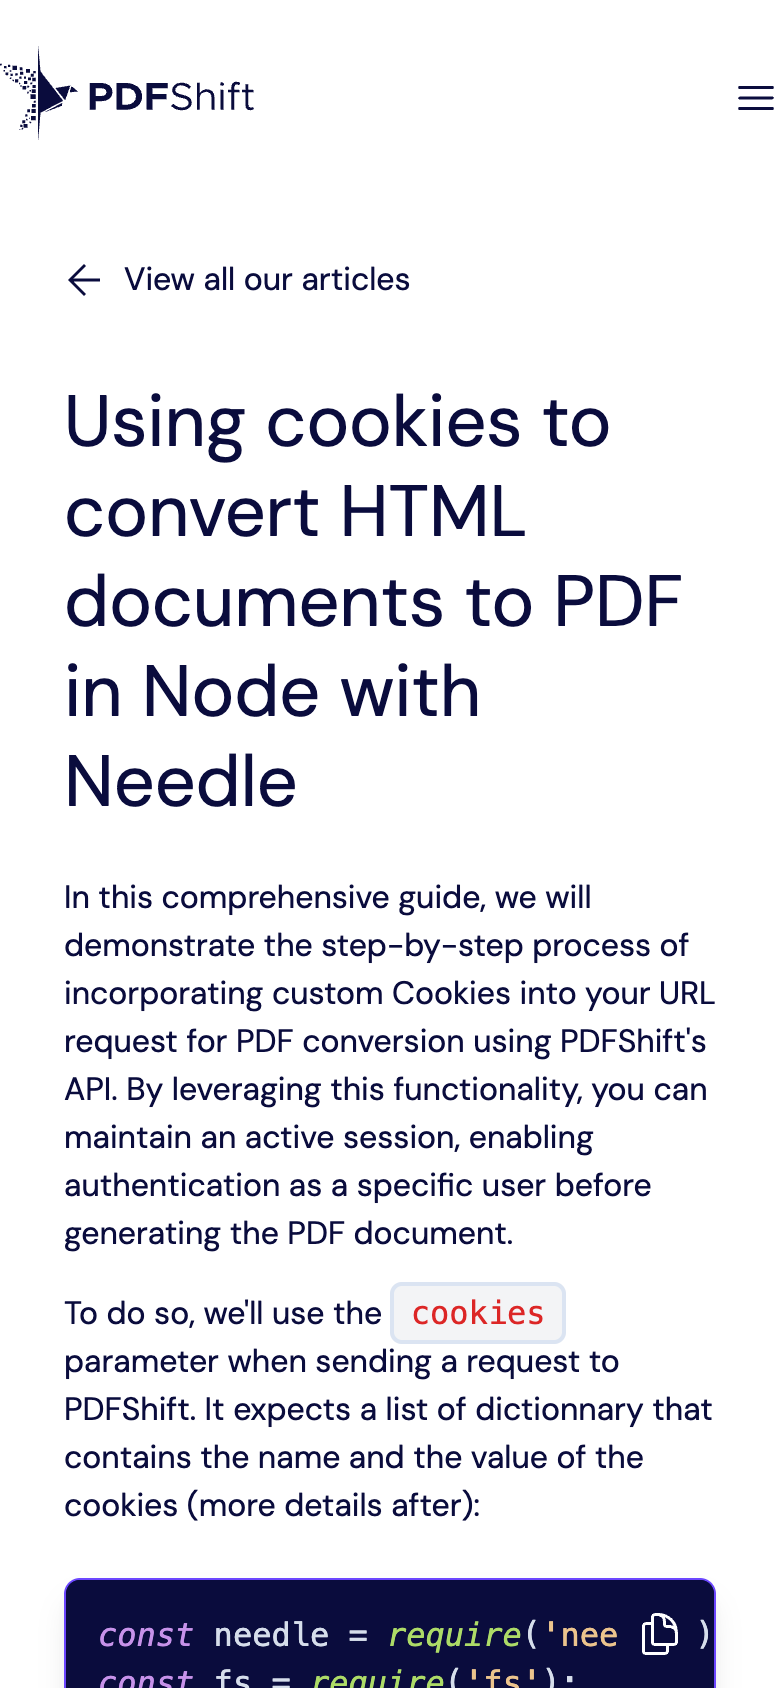 PDFShift
View all our articles
Using cookies to
convert HTML
documents to PDF
in Node with
Needle
In this comprehensive guide, we will
demonstrate the step-by-step process of
incorporating custom Cookies into your URL
request for PDF conversion using PDFShift's
API. By leveraging this functionality, you can
maintain an active session, enabling
authentication as a specific user before
generating the PDF document.
To do so, we'll use the cookies
parameter when sending a request to
PDFShift. It expects a list of dictionnary that
contains the name and the value of the
cookies (more details after):
const needle = require('nee )
const fs = require('fs');